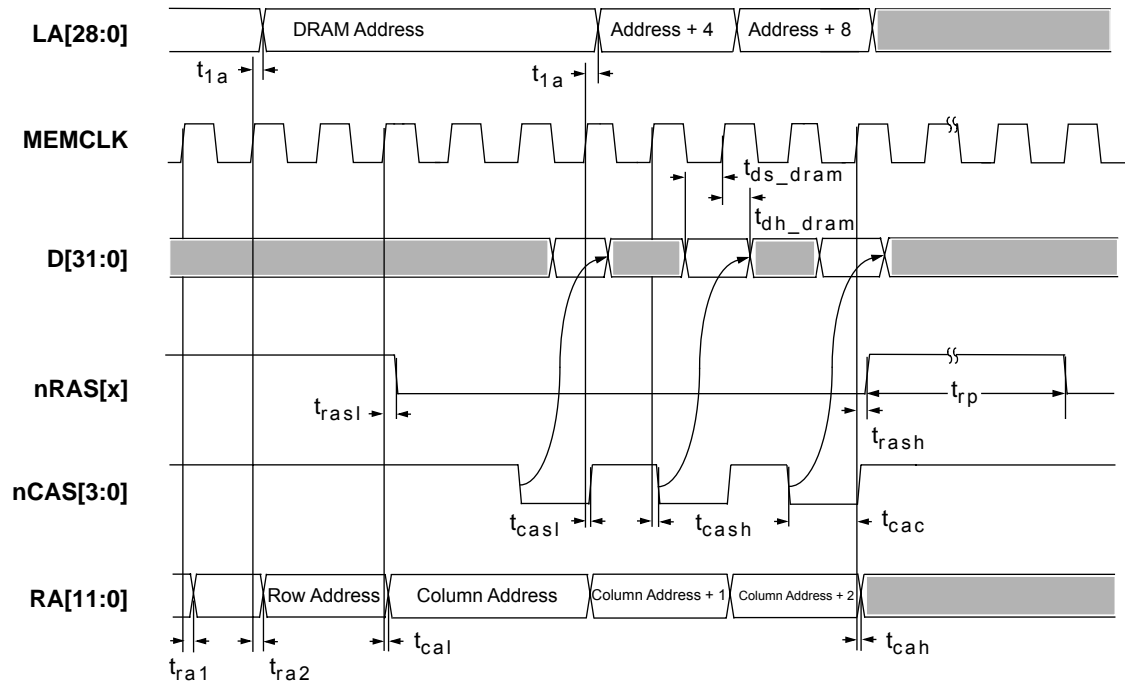 LA[28:0]
DRAM Address
Address + 4
Address + 8
t1a
t1a
MEMCLK
tds_dram
tdh_dram
D[31:0]
nRAS[x]
trp
trasl
trash
nCAS[3:0]
tcasl
tcash
tcac
RA[11:0]
Row Address
Column Address
Column Address + 1
Column Address + 2
tra1
tra2
tcal
tcah